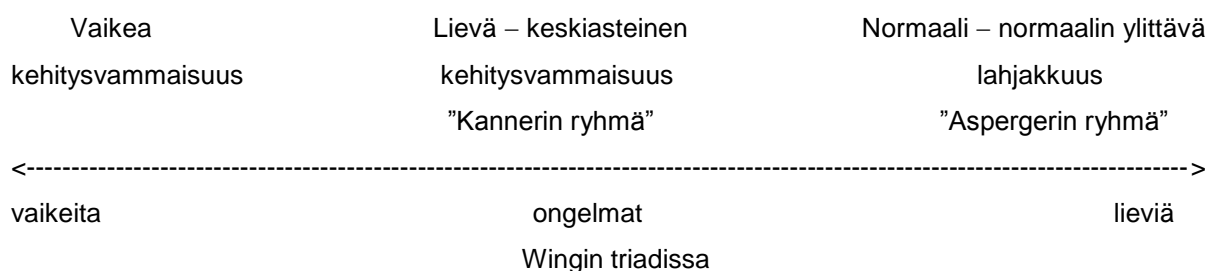 Vaikea Lievä – keskiasteinen Normaali – normaalin ylittävä
kehitysvammaisuus kehitysvammaisuus lahjakkuus
”Kannerin ryhmä” ”Aspergerin ryhmä”
<----------------------------------------------------------------------------------------------------------------------------------->
vaikeita ongelmat lieviä
Wingin triadissa